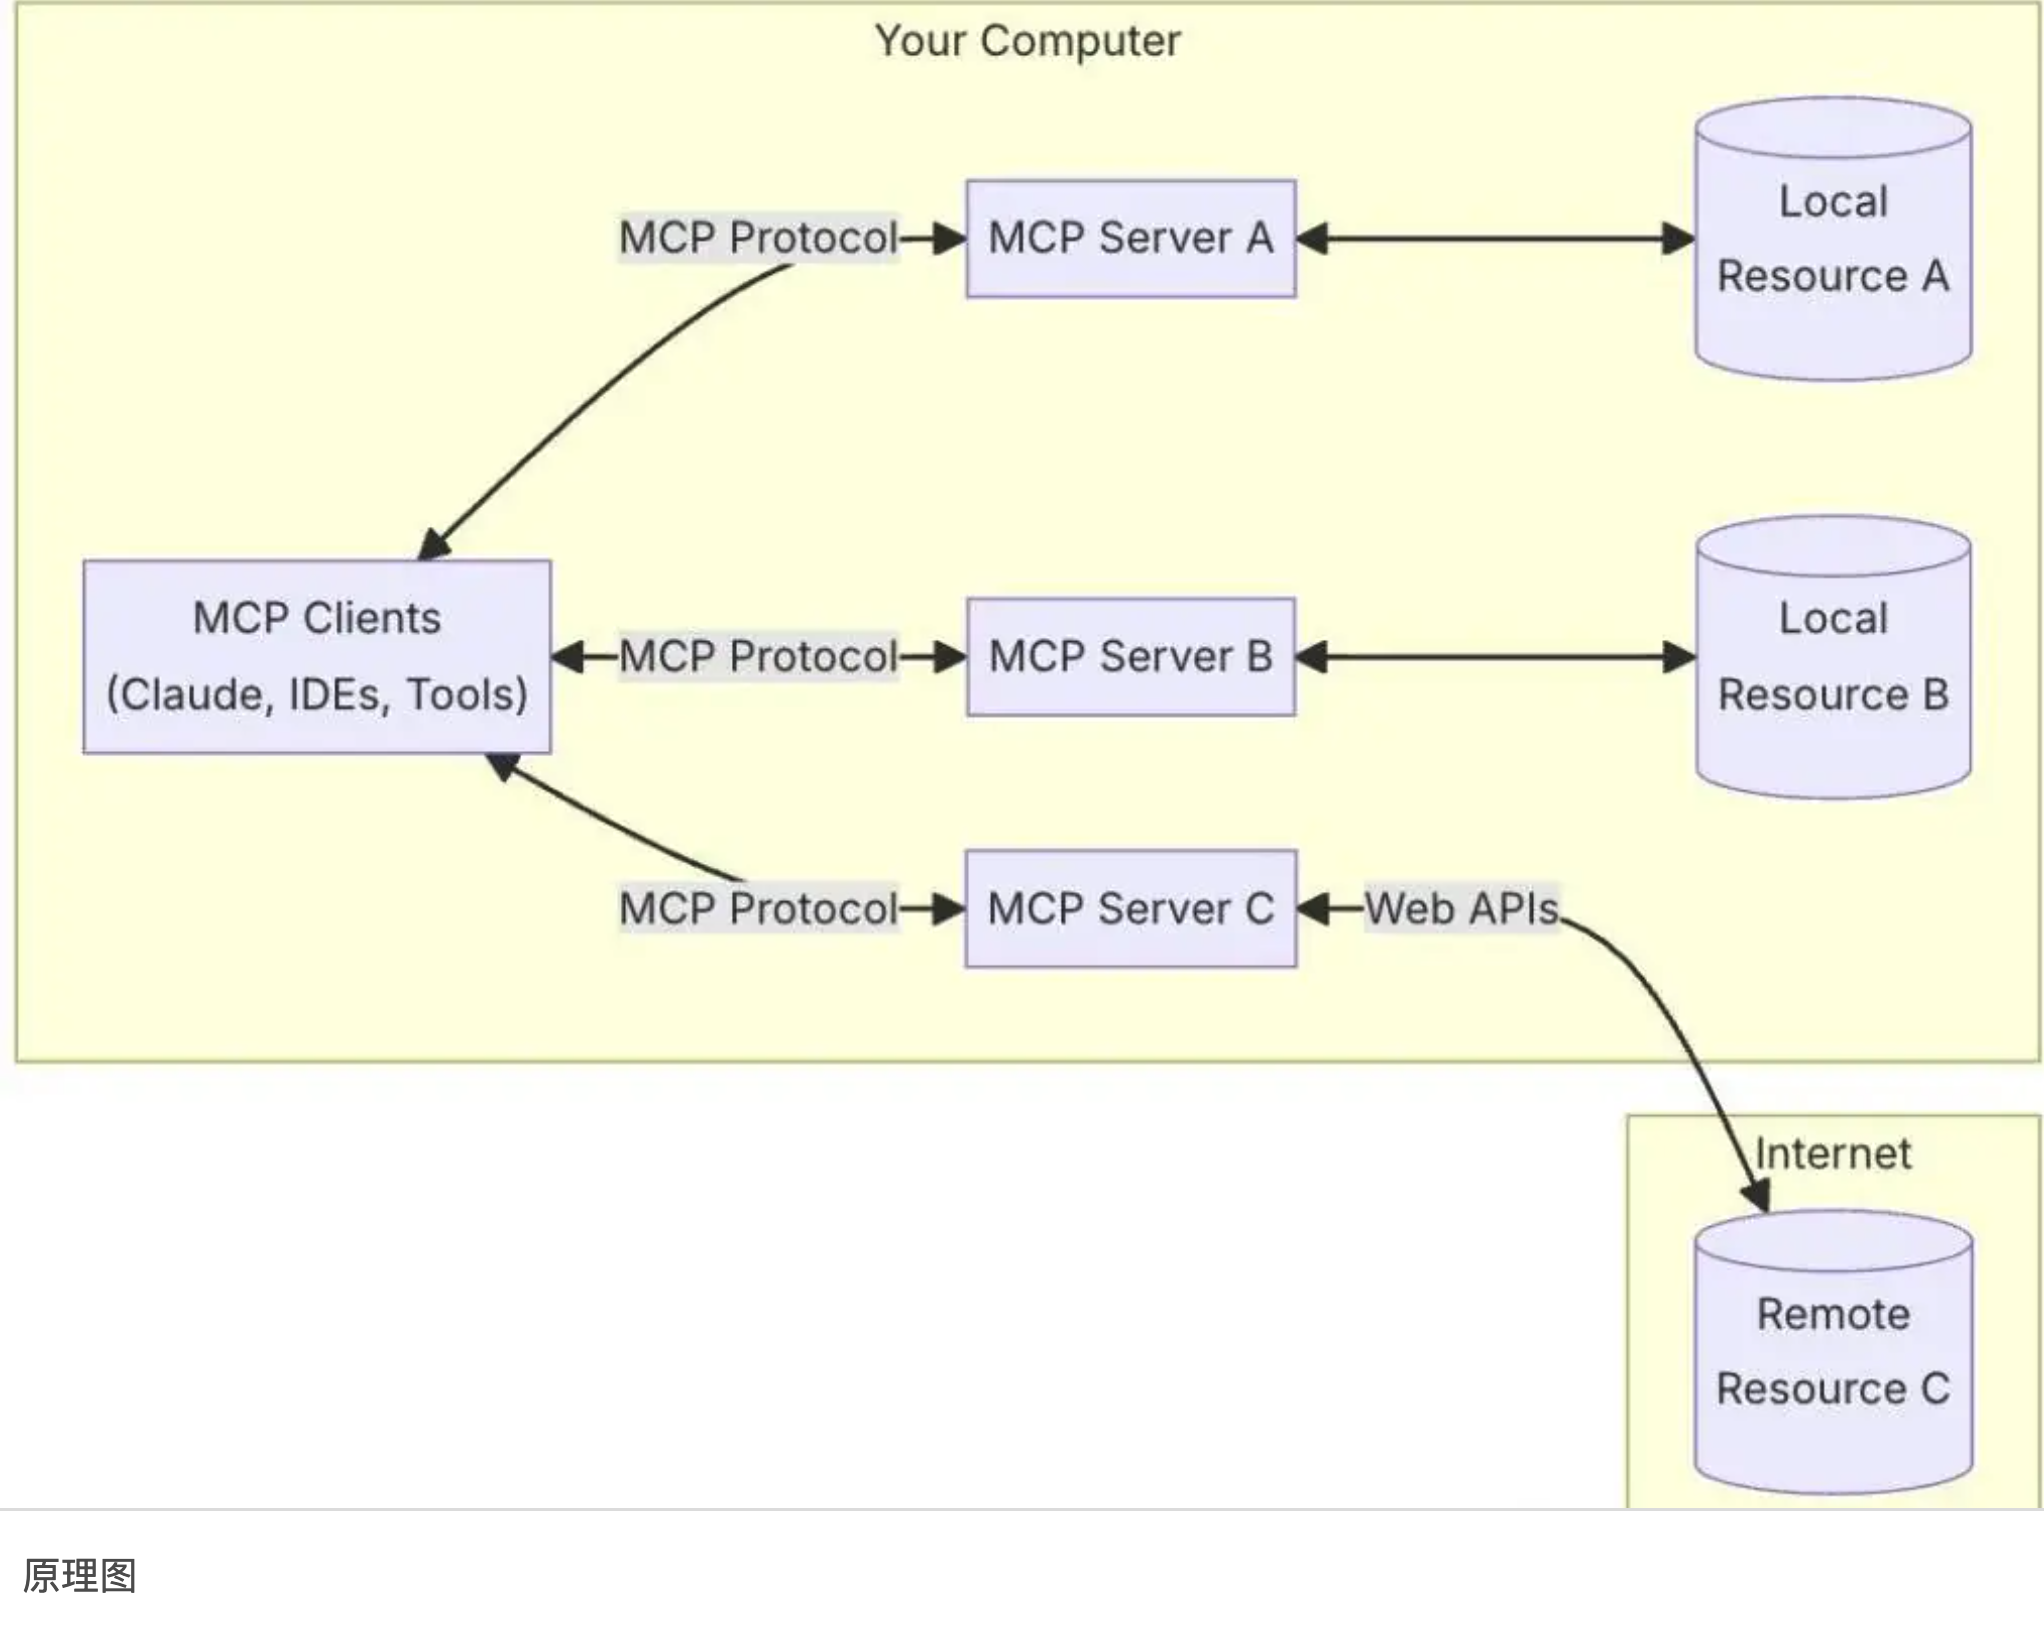 Your Computer
MCP Protocol
MCP Server A
Local
Resource A
MCP Clients
(Claude, IDEs, Tools)
MCP Protocol
MCP Server B
Local
Resource B
MCP Protocol
MCP Server C
Web APIs
Internet
Remote
Resource C
原理图